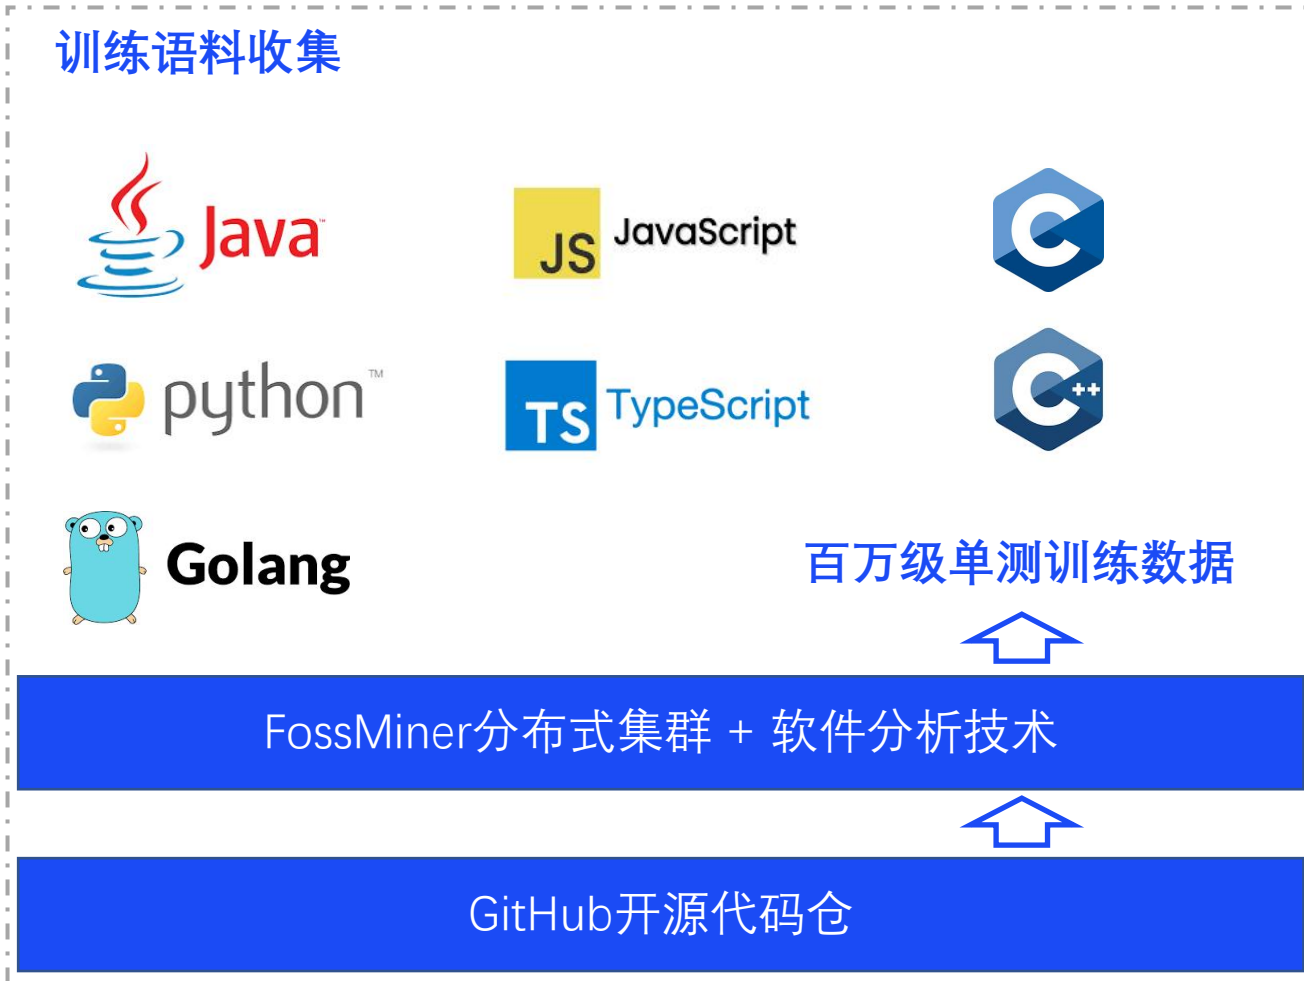 训练语料收集
Java™
JS JavaScript
C
python™
TS TypeScript
C++
Golang
百万级单测训练数据
FossMiner分布式集群 + 软件分析技术
GitHub开源代码仓